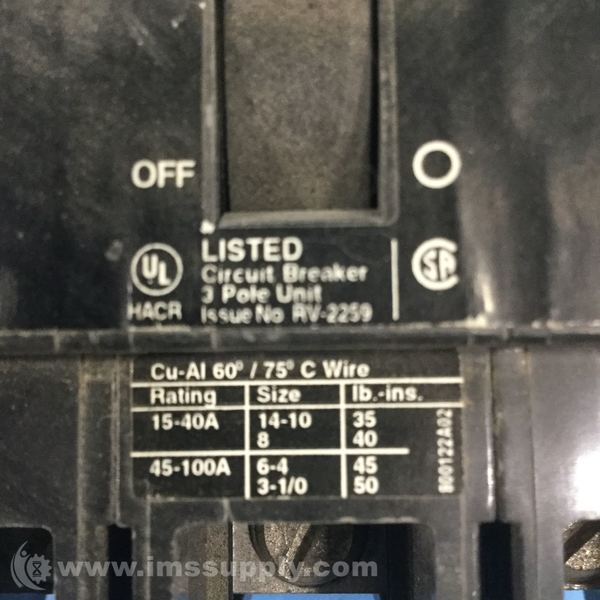 OFF O
UL LISTED SA
Circuit Breaker
3 Pole Unit
HACR Issue No. RV-2259
Cu-Al 60° / 75° C Wire
Rating Size lb.-ins.
15-40A 14-10 35
8 40
45-100A 6-4 45
3-1/0 50
800122A02
www.imssupply.com